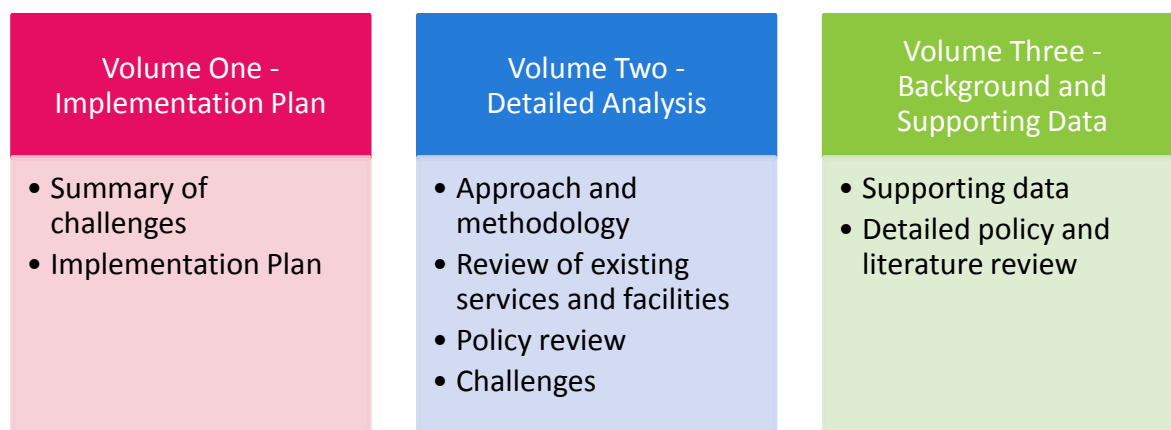 Volume One -
Implementation Plan
• Summary of
challenges
• Implementation Plan
Volume Two -
Detailed Analysis
• Approach and
methodology
• Review of existing
services and facilities
• Policy review
• Challenges
Volume Three -
Background and
Supporting Data
• Supporting data
• Detailed policy and
literature review